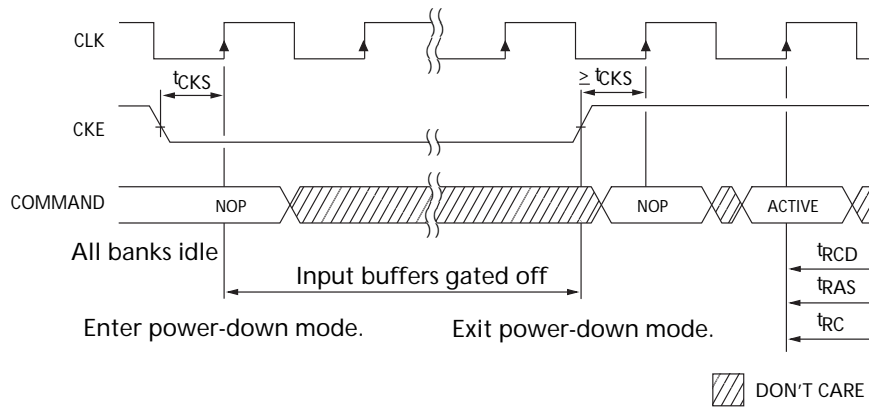 CLK
tCKS
≥ tCKS
CKE
COMMAND
NOP
NOP
ACTIVE
All banks idle
tRCD
Input buffers gated off
tRAS
Enter power-down mode.
Exit power-down mode.
tRC
DON'T CARE